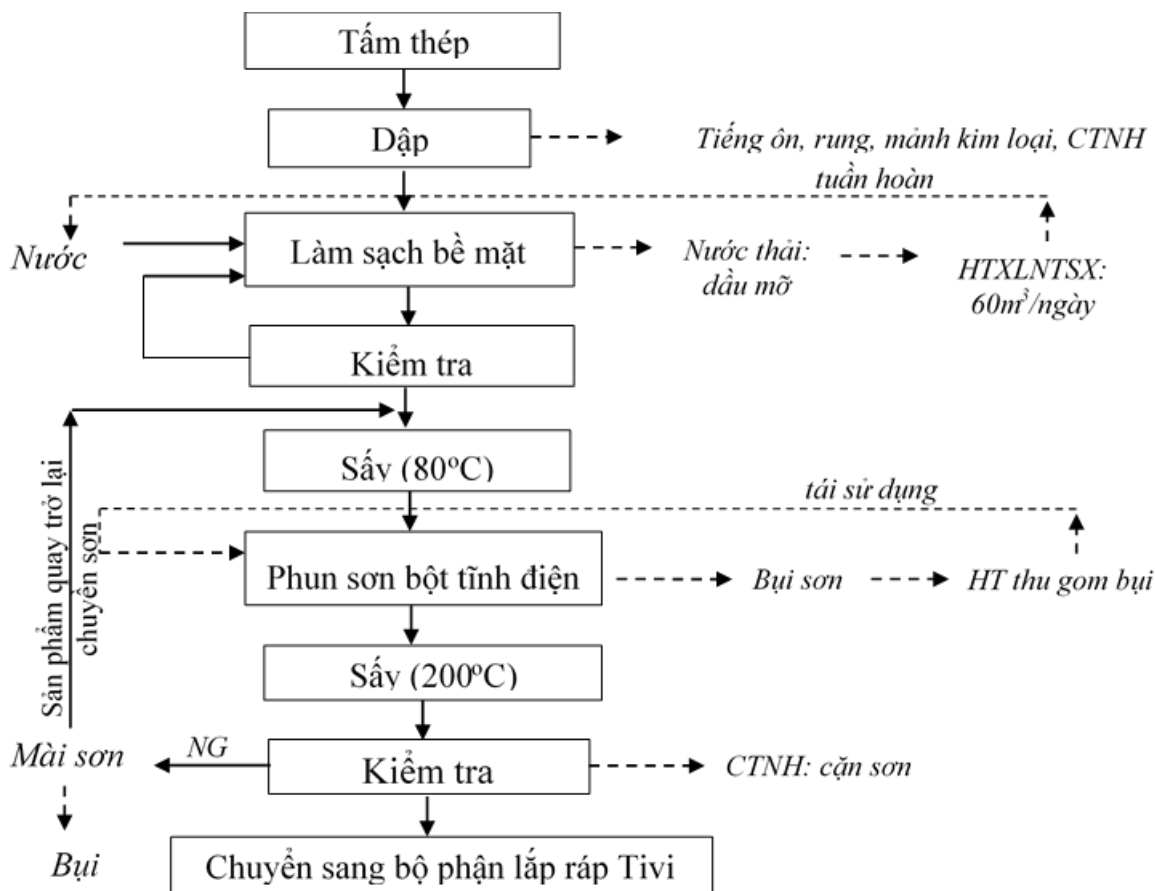 Tấm thép
Dập
Tiếng ôn, rung, mảnh kim loại, CTNH
tuần hoàn
Nước
Làm sạch bề mặt
Nước thải:
dầu mỡ
HTXLNTSX:
60m³/ngày
Kiểm tra
Sấy (80ºC)
Sản phẩm quay trở lại
chuyền sơn
tái sử dụng
Phun sơn bột tĩnh điện
Bụi sơn
HT thu gom bụi
Sấy (200ºC)
Mài sơn
NG
Kiểm tra
CTNH: cặn sơn
Bụi
Chuyển sang bộ phận lắp ráp Tivi